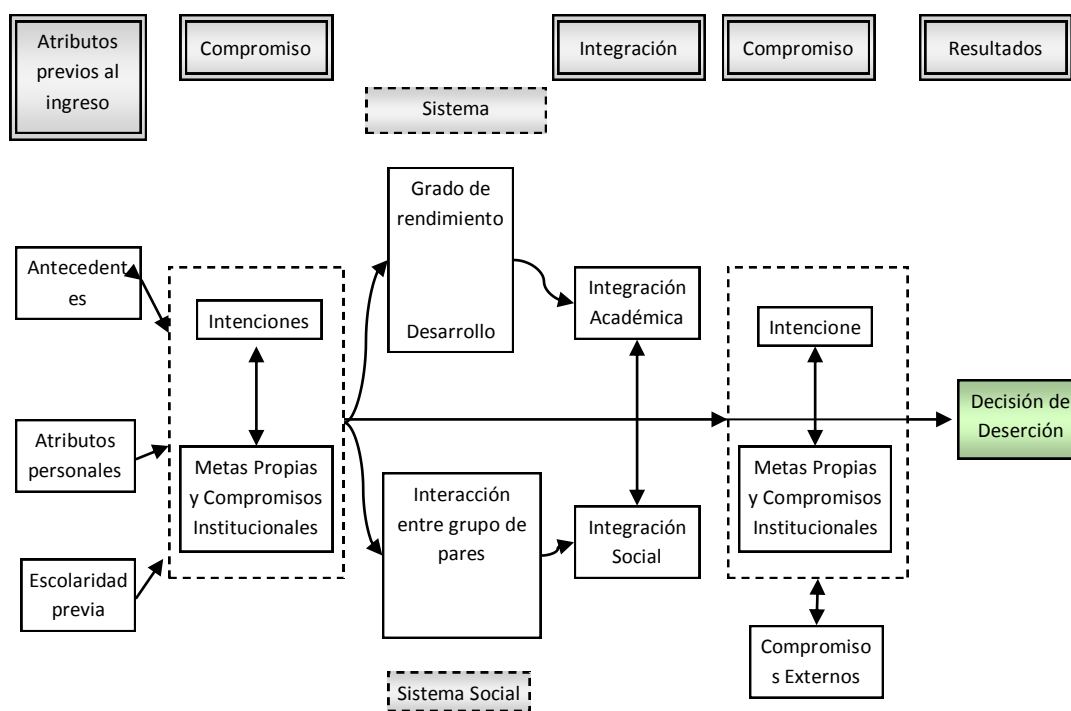 Atributos
previos al
ingreso
Compromiso
Integración
Compromiso
Resultados
Sistema
Grado de
rendimiento
Desarrollo
Antecedent
es
Intenciones
Integración
Académica
Intencione
Decisión de
Deserción
Atributos
personales
Metas Propias
y Compromisos
Institucionales
Metas Propias
y Compromisos
Institucionales
Interacción
entre grupo de
pares
Integración
Social
Escolaridad
previa
Compromiso
s Externos
Sistema Social